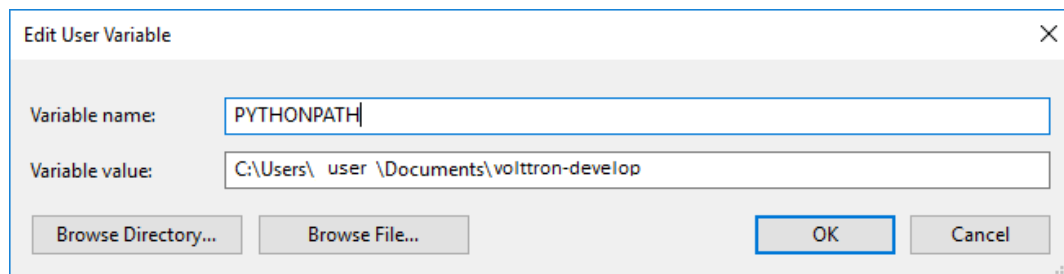 Edit User Variable
Variable name: PYTHONPATH
Variable value: C:\Users\ user \Documents\volttron-develop
Browse Directory... Browse File... OK Cancel